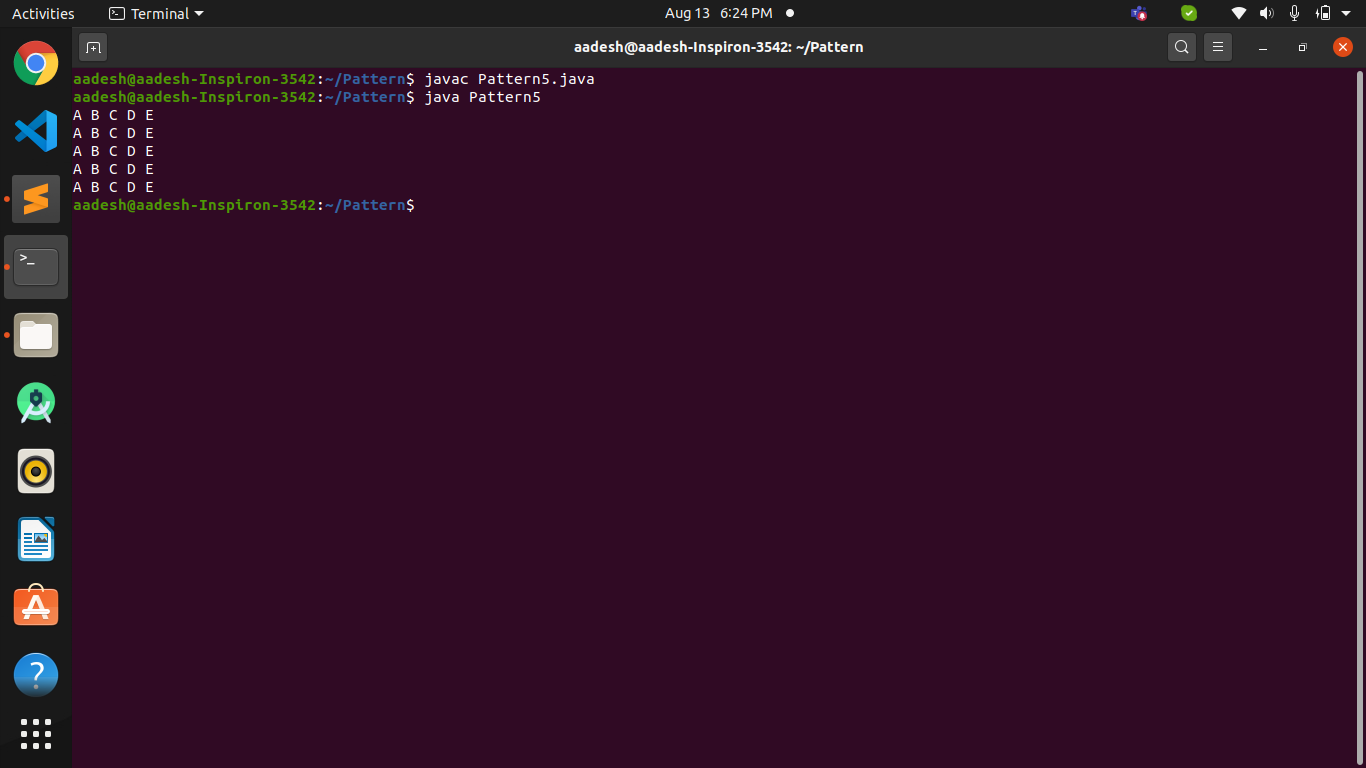 Activities Terminal Aug 13 6:24 PM
aadesh@aadesh-Inspiron-3542: ~/Pattern
aadesh@aadesh-Inspiron-3542:~/Pattern$ javac Pattern5.java
aadesh@aadesh-Inspiron-3542:~/Pattern$ java Pattern5
A B C D E
A B C D E
A B C D E
A B C D E
A B C D E
aadesh@aadesh-Inspiron-3542:~/Pattern$